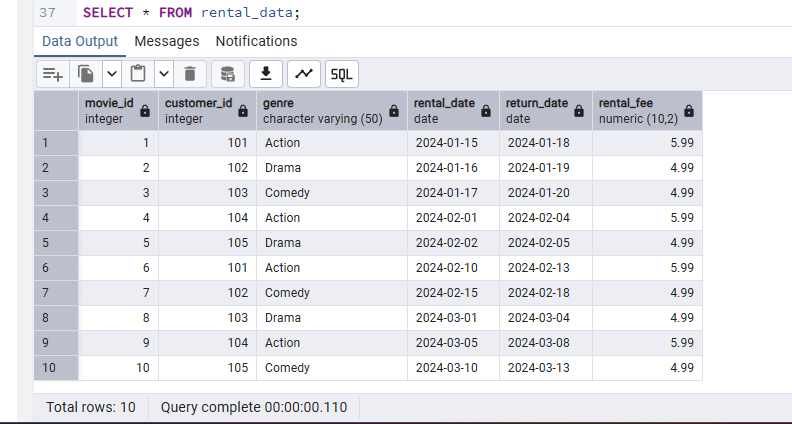 37 SELECT * FROM rental_data;
Data Output Messages Notifications
SQL
movie_id customer_id genre rental_date return_date rental_fee
integer integer character varying (50) date date numeric (10,2)
1 1 101 Action 2024-01-15 2024-01-18 5.99
2 2 102 Drama 2024-01-16 2024-01-19 4.99
3 3 103 Comedy 2024-01-17 2024-01-20 4.99
4 4 104 Action 2024-02-01 2024-02-04 5.99
5 5 105 Drama 2024-02-02 2024-02-05 4.99
6 6 101 Action 2024-02-10 2024-02-13 5.99
7 7 102 Comedy 2024-02-15 2024-02-18 4.99
8 8 103 Drama 2024-03-01 2024-03-04 4.99
9 9 104 Action 2024-03-05 2024-03-08 5.99
10 10 105 Comedy 2024-03-10 2024-03-13 4.99
Total rows: 10 Query complete 00:00:00.110